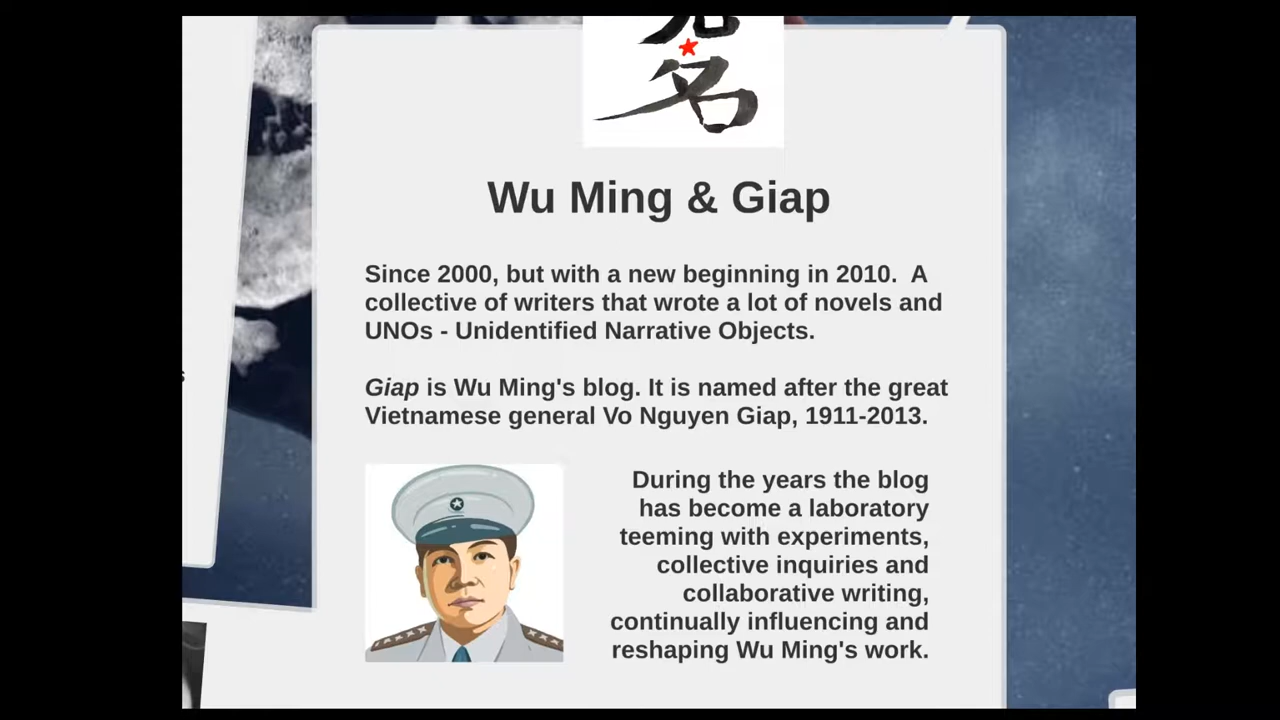 名
Wu Ming & Giap
Since 2000, but with a new beginning in 2010.  A
collective of writers that wrote a lot of novels and
UNOs - Unidentified Narrative Objects.
Giap is Wu Ming's blog. It is named after the great
Vietnamese general Vo Nguyen Giap, 1911-2013.
During the years the blog
has become a laboratory
teeming with experiments,
collective inquiries and
collaborative writing,
continually influencing and
reshaping Wu Ming's work.